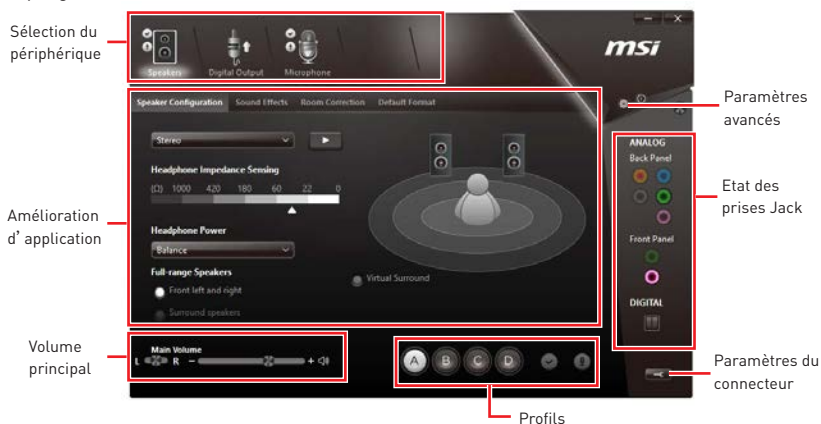 Sélection du
périphérique
Speakers
Digital Output
Microphone
msi
Paramètres
avancés
Speaker Configuration
Sound Effects
Room Correction
Default Format
Stereo
Headphone Impedance Sensing
(Ω) 1000 420 180 60 22 0
Headphone Power
Balance
Full-range Speakers
Front left and right
Surround speakers
Virtual Surround
Amélioration
d’application
ANALOG
Back Panel
Front Panel
DIGITAL
Etat des
prises Jack
Volume
principal
Main Volume
L R - +
A B C D
Profils
Paramètres du
connecteur